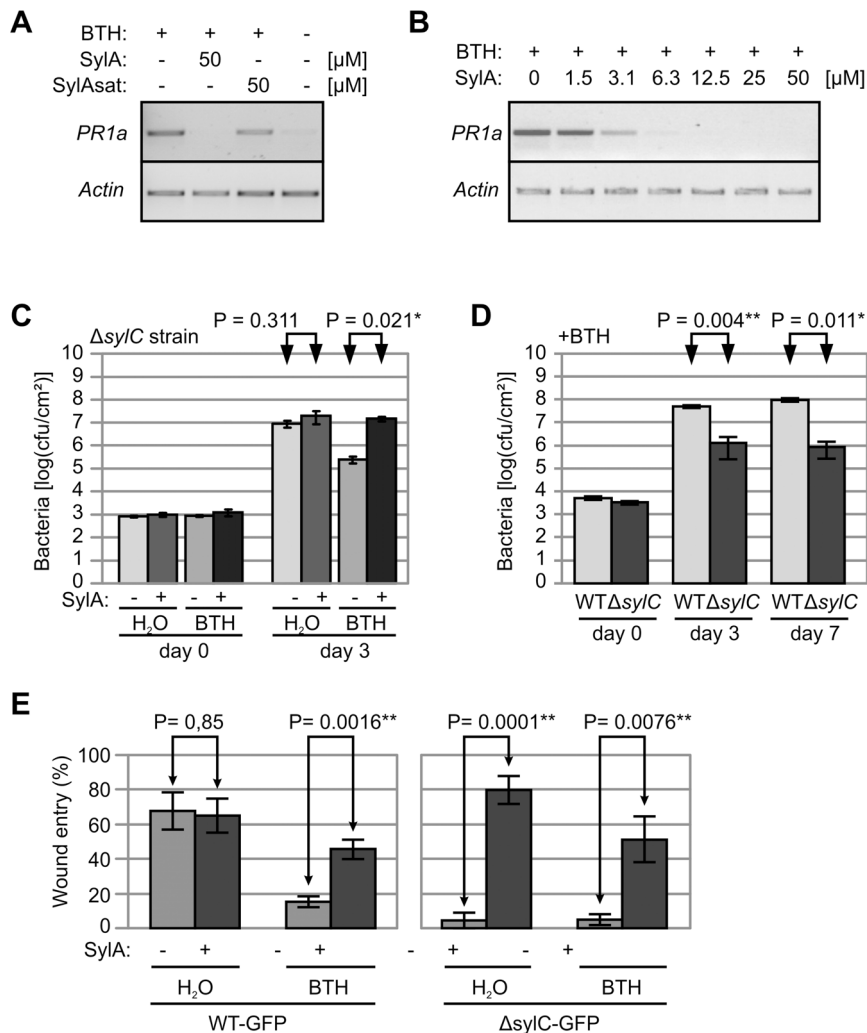 A
BTH: + - + -
SylA: - 50 - - [µM]
SylAsat: - - 50 - [µM]
PR1a
Actin
B
BTH: + + + + + + +
SylA: 0 1.5 3.1 6.3 12.5 25 50 [µM]
PR1a
Actin
C
ΔsylC strain
P = 0.311 P = 0.021*
Bacteria [log(cfu/cm²)]
10
9
8
7
6
5
4
3
2
1
0
SylA: - + - + - + - +
H₂O BTH H₂O BTH
day 0 day 3
D
+BTH
P = 0.004** P = 0.011*
Bacteria [log(cfu/cm²)]
10
9
8
7
6
5
4
3
2
1
0
WTΔsylC WTΔsylC WTΔsylC
day 0 day 3 day 7
E
P= 0,85 P= 0.0016** P= 0.0001** P= 0.0076**
Wound entry (%)
100
80
60
40
20
0
SylA: - + - + - + - +
H₂O BTH H₂O BTH
WT-GFP ΔsylC-GFP